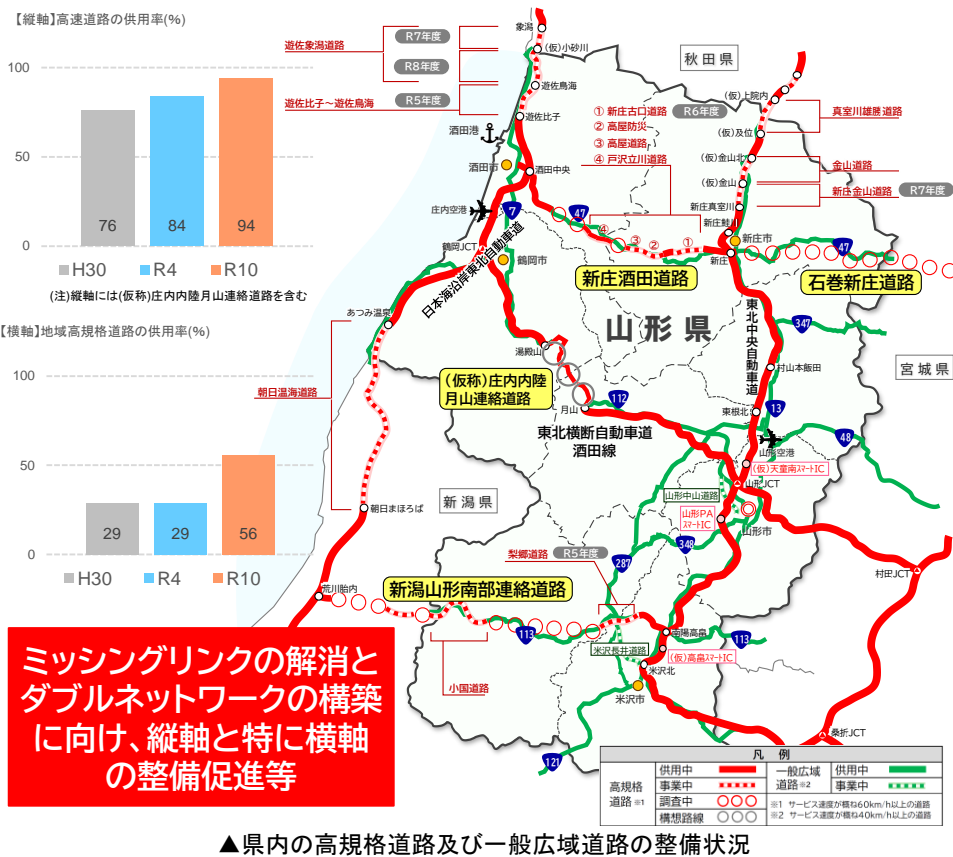 【縦軸】高速道路の供用率(%)
100
50
0
76
84
94
H30
R4
R10
(注)縦軸には(仮称)庄内内陸月山連絡道路を含む
【横軸】地域高規格道路の供用率(%)
100
50
0
29
29
56
H30
R4
R10
遊佐象潟道路
R7年度
R8年度
遊佐比子～遊佐鳥海
R5年度
象潟
(仮)小砂川
遊佐鳥海
遊佐比子
酒田港
酒田市
酒田中央
庄内空港
7
47
鶴岡JCT
鶴岡市
日本海沿岸東北自動車道
あつみ温泉
朝日温海道路
湯殿山
(仮称)庄内内陸
月山連絡道路
月山
112
東北横断自動車道
酒田線
新潟県
朝日まほろば
荒川胎内
① 新庄古口道路
R6年度
② 高屋防災
③ 高屋道路
④ 戸沢立川道路
④
③
②
①
新庄酒田道路
秋田県
(仮)上院内
真室川雄勝道路
(仮)及位
(仮)金山北
金山道路
(仮)金山
新庄金山道路
R7年度
新庄真室川
新庄鮭川
新庄市
新庄
47
石巻新庄道路
山形県
東北中央自動車道
347
宮城県
村山本飯田
13
東根北
48
山形空港
(仮)天童南スマートIC
山形JCT
山形中山道路
山形PA
スマートIC
山形市
348
287
梨郷道路
R5年度
村田JCT
新潟山形南部連絡道路
113
小国道路
南陽高畠
113
米沢長井道路
(仮)高畠スマートIC
米沢北
米沢市
121
桑折JCT
ミッシングリンクの解消と
ダブルネットワークの構築
に向け、縦軸と特に横軸
の整備促進等
凡 例
高規格
道路※1
供用中
事業中
調査中
構想路線
一般広域
道路※2
供用中
事業中
※1 サービス速度が概ね60km/h以上の道路
※2 サービス速度が概ね40km/h以上の道路
▲県内の高規格道路及び一般広域道路の整備状況